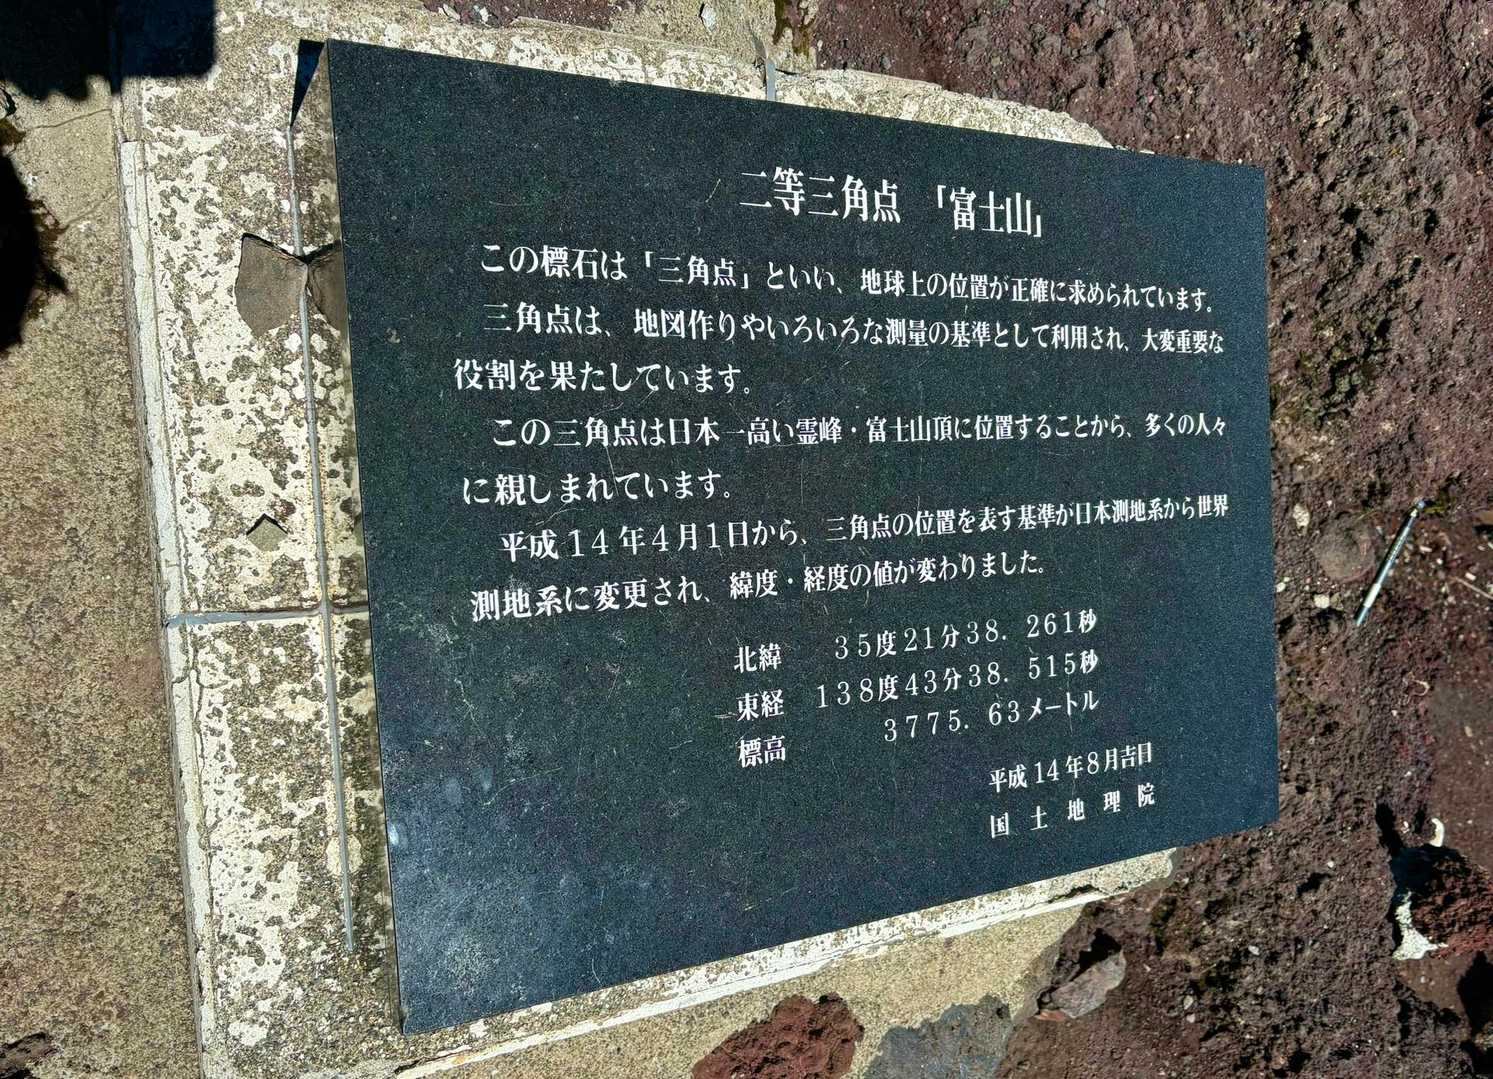 二等三角点 「富士山」
この標石は「三角点」といい、地球上の位置が正確に求められています。
三角点は、地図作りやいろいろな測量の基準として利用され、大変重要な
役割を果たしています。
この三角点は日本一高い霊峰・富士山頂に位置することから、多くの人々
に親しまれています。
平成14年4月1日から、三角点の位置を表す基準が日本測地系から世界
測地系に変更され、緯度・経度の値が変わりました。
北緯 35度21分38.261秒
東経 138度43分38.515秒
標高 3775.63メートル
平成14年8月吉日
国土地理院